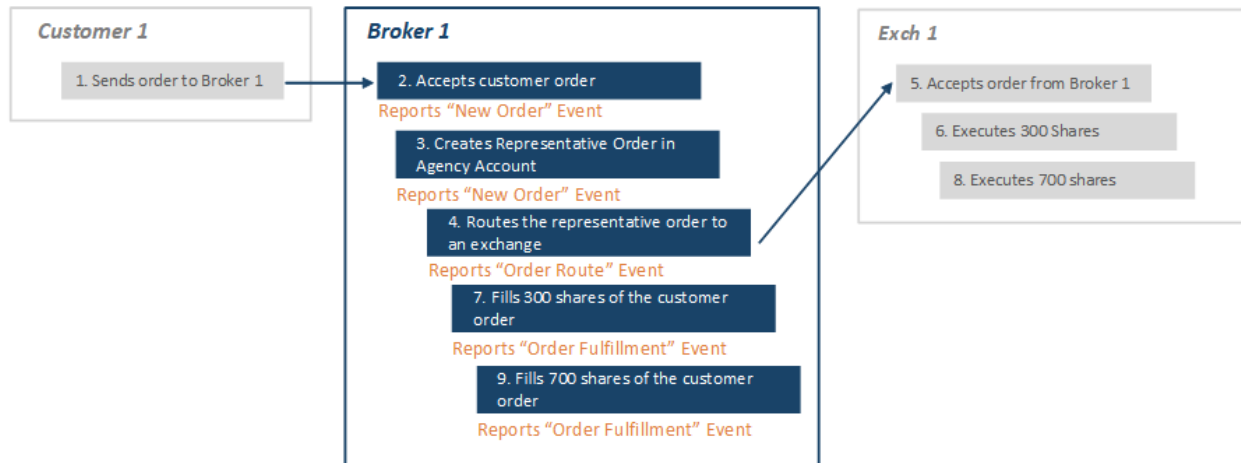 Customer 1
1. Sends order to Broker 1
Broker 1
2. Accepts customer order
Reports “New Order” Event
3. Creates Representative Order in
Agency Account
Reports “New Order” Event
4. Routes the representative order to
an exchange
Reports “Order Route” Event
7. Fills 300 shares of the customer
order
Reports “Order Fulfillment” Event
9. Fills 700 shares of the customer
order
Reports “Order Fulfillment” Event
Exch 1
5. Accepts order from Broker 1
6. Executes 300 Shares
8. Executes 700 shares